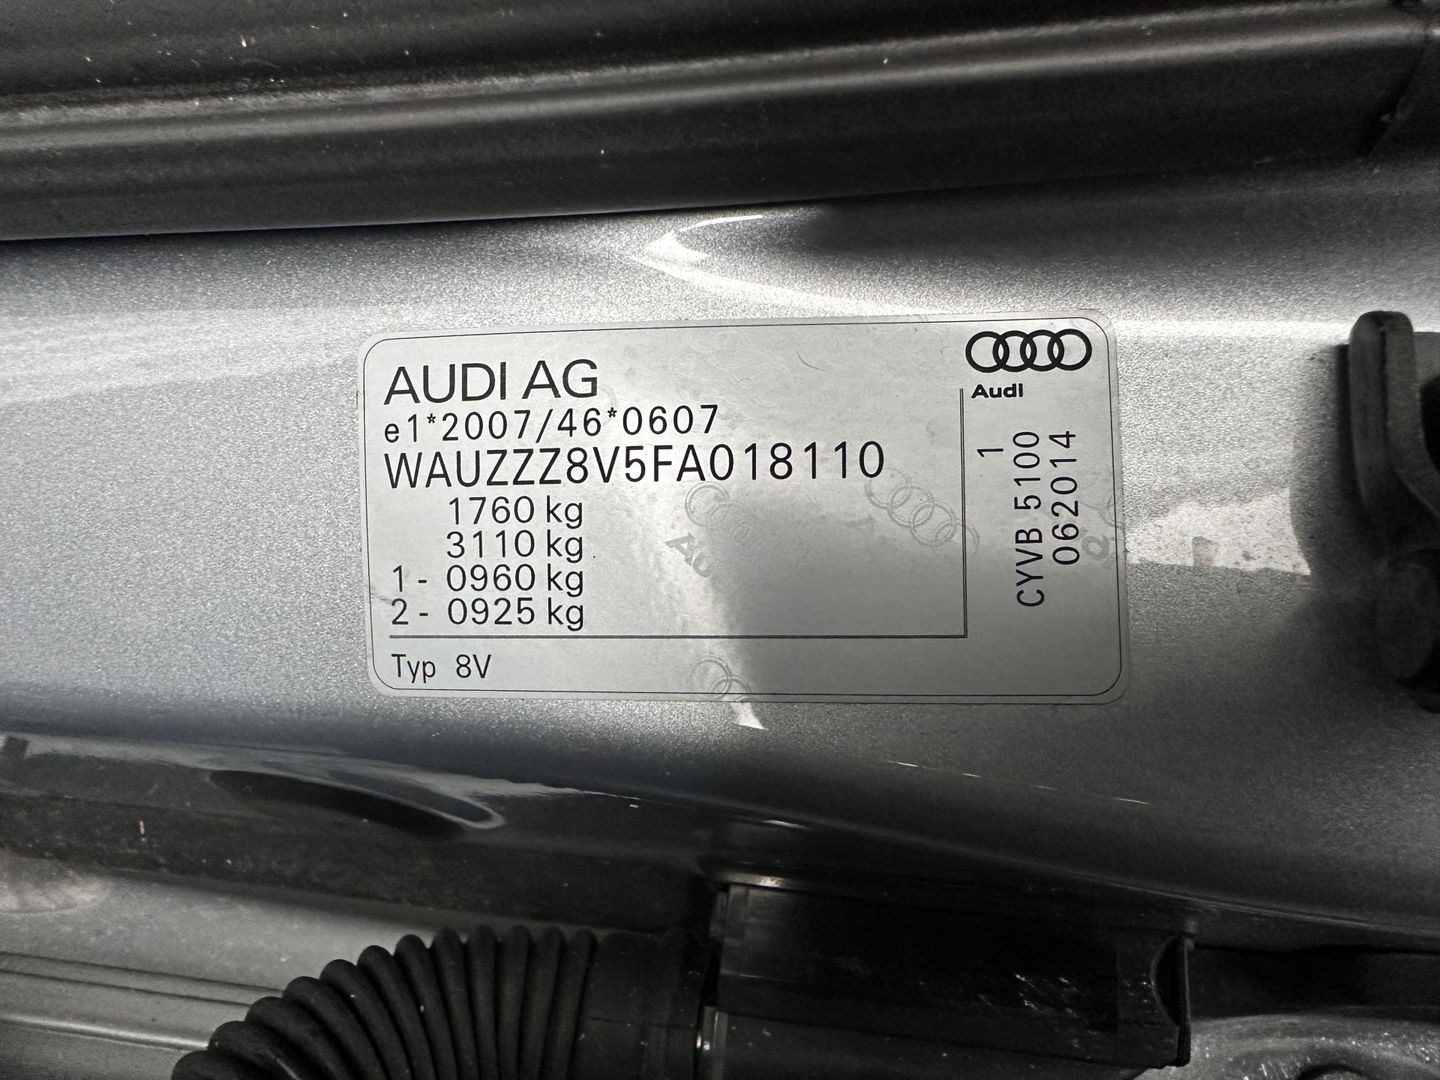 AUDI AG
e1*2007/46*0607
WAUZZZ8V5FA018110
1760 kg
3110 kg
1 - 0960 kg
2 - 0925 kg
Typ 8V
Audi
1
CYVB 5100
062014